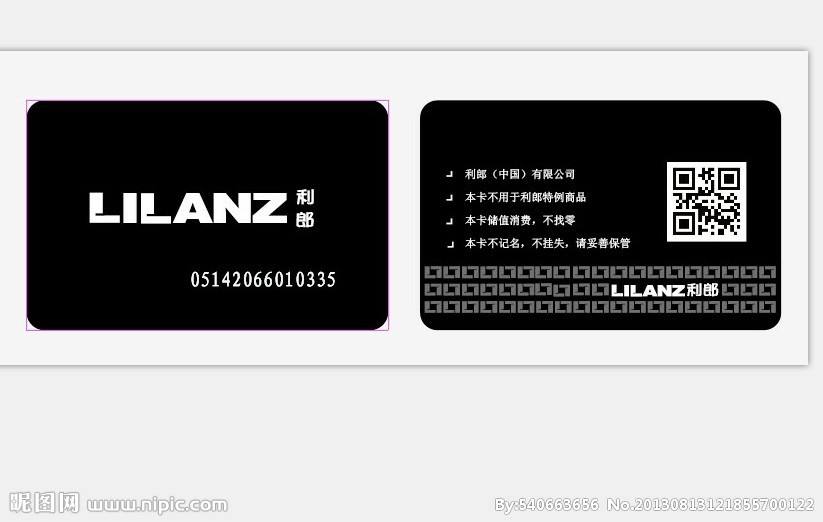 LILANZ 利郎
05142066010335
利郎（中国）有限公司
本卡不用于利郎特例商品
本卡储值消费，不找零
本卡不记名，不挂失，请妥善保管
LILANZ利郎
昵图网 www.nipic.com
By:540663656 No.20130813121855700122